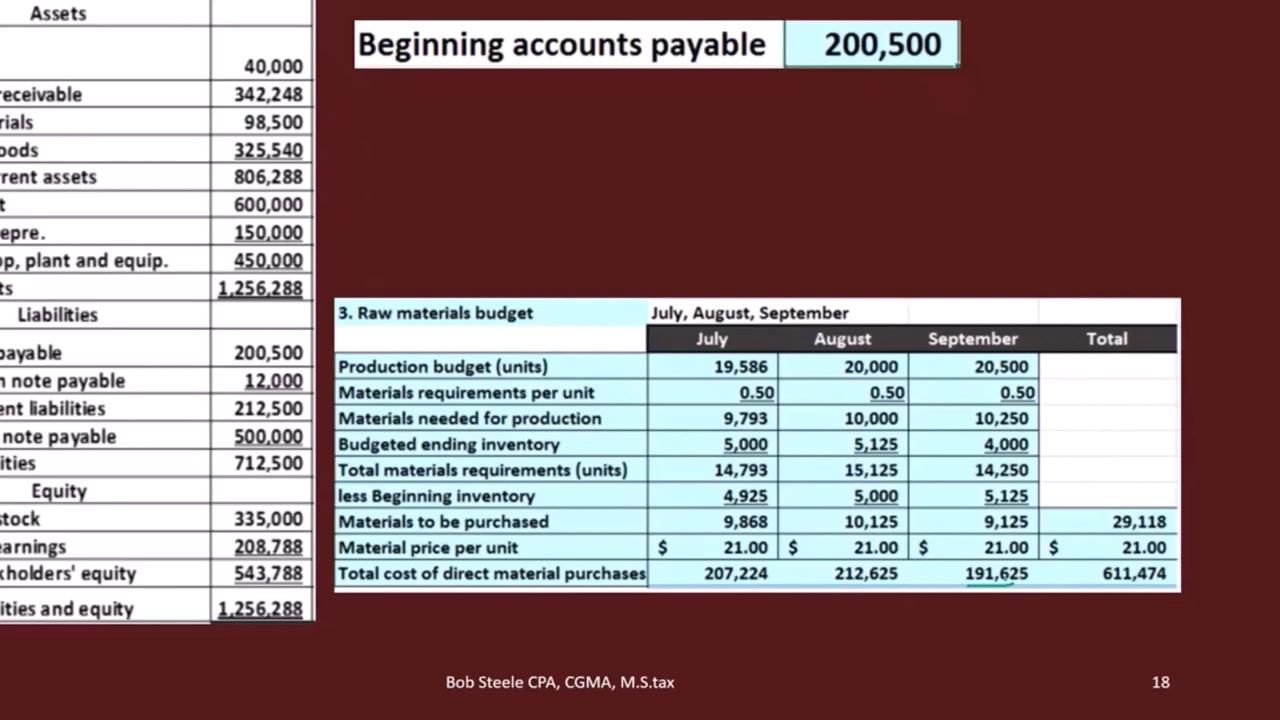 Assets
40,000
receivable 342,248
rials 98,500
oods 325,540
rent assets 806,288
t 600,000
epre. 150,000
op, plant and equip. 450,000
ts 1,256,288
Liabilities
payable 200,500
n note payable 12,000
ent liabilities 212,500
note payable 500,000
ities 712,500
Equity
stock 335,000
earnings 208,788
kholders' equity 543,788
ities and equity 1,256,288
Beginning accounts payable 200,500
3. Raw materials budget July, August, September
July August September Total
Production budget (units) 19,586 20,000 20,500
Materials requirements per unit 0.50 0.50 0.50
Materials needed for production 9,793 10,000 10,250
Budgeted ending inventory 5,000 5,125 4,000
Total materials requirements (units) 14,793 15,125 14,250
less Beginning inventory 4,925 5,000 5,125
Materials to be purchased 9,868 10,125 9,125 29,118
Material price per unit $ 21.00 $ 21.00 $ 21.00 $ 21.00
Total cost of direct material purchases 207,224 212,625 191,625 611,474
Bob Steele CPA, CGMA, M.S.tax 18